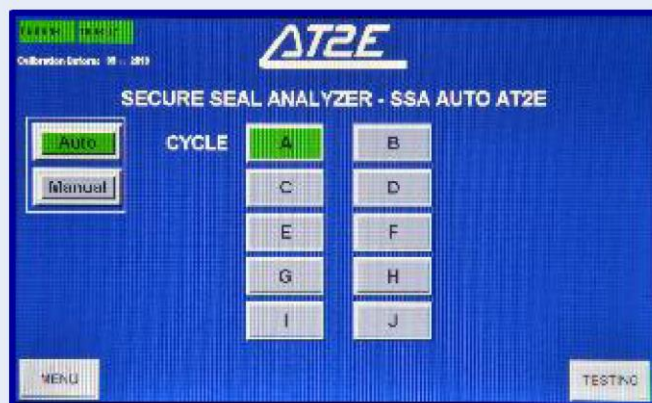 AT2E
SECURE SEAL ANALYZER - SSA AUTO AT2E
Auto
CYCLE
A
B
Manual
C
D
E
F
G
H
I
J
MENU
TESTING